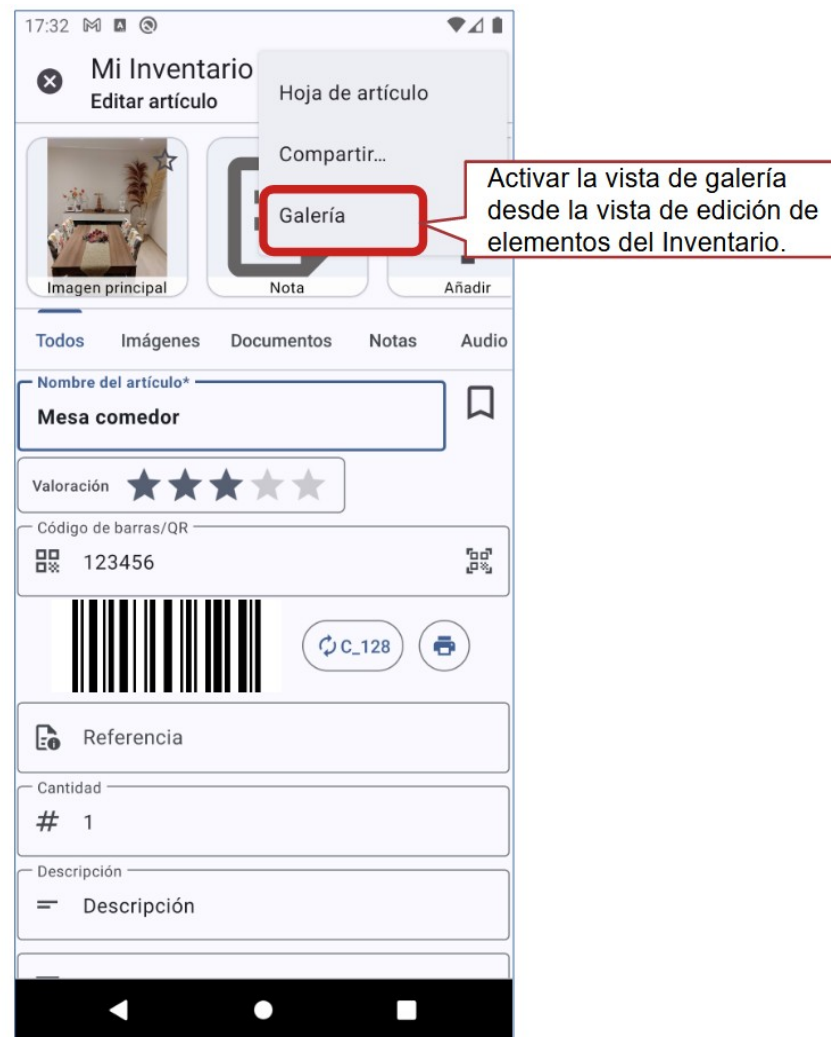 17:32
Mi Inventario
Editar artículo
Hoja de artículo
Compartir...
Galería
Activar la vista de galería
desde la vista de edición de
elementos del Inventario.
Imagen principal
Nota
Añadir
Todos Imágenes Documentos Notas Audio
Nombre del artículo*
Mesa comedor
Valoración
Código de barras/QR
123456
C_128
Referencia
Cantidad
# 1
Descripción
Descripción